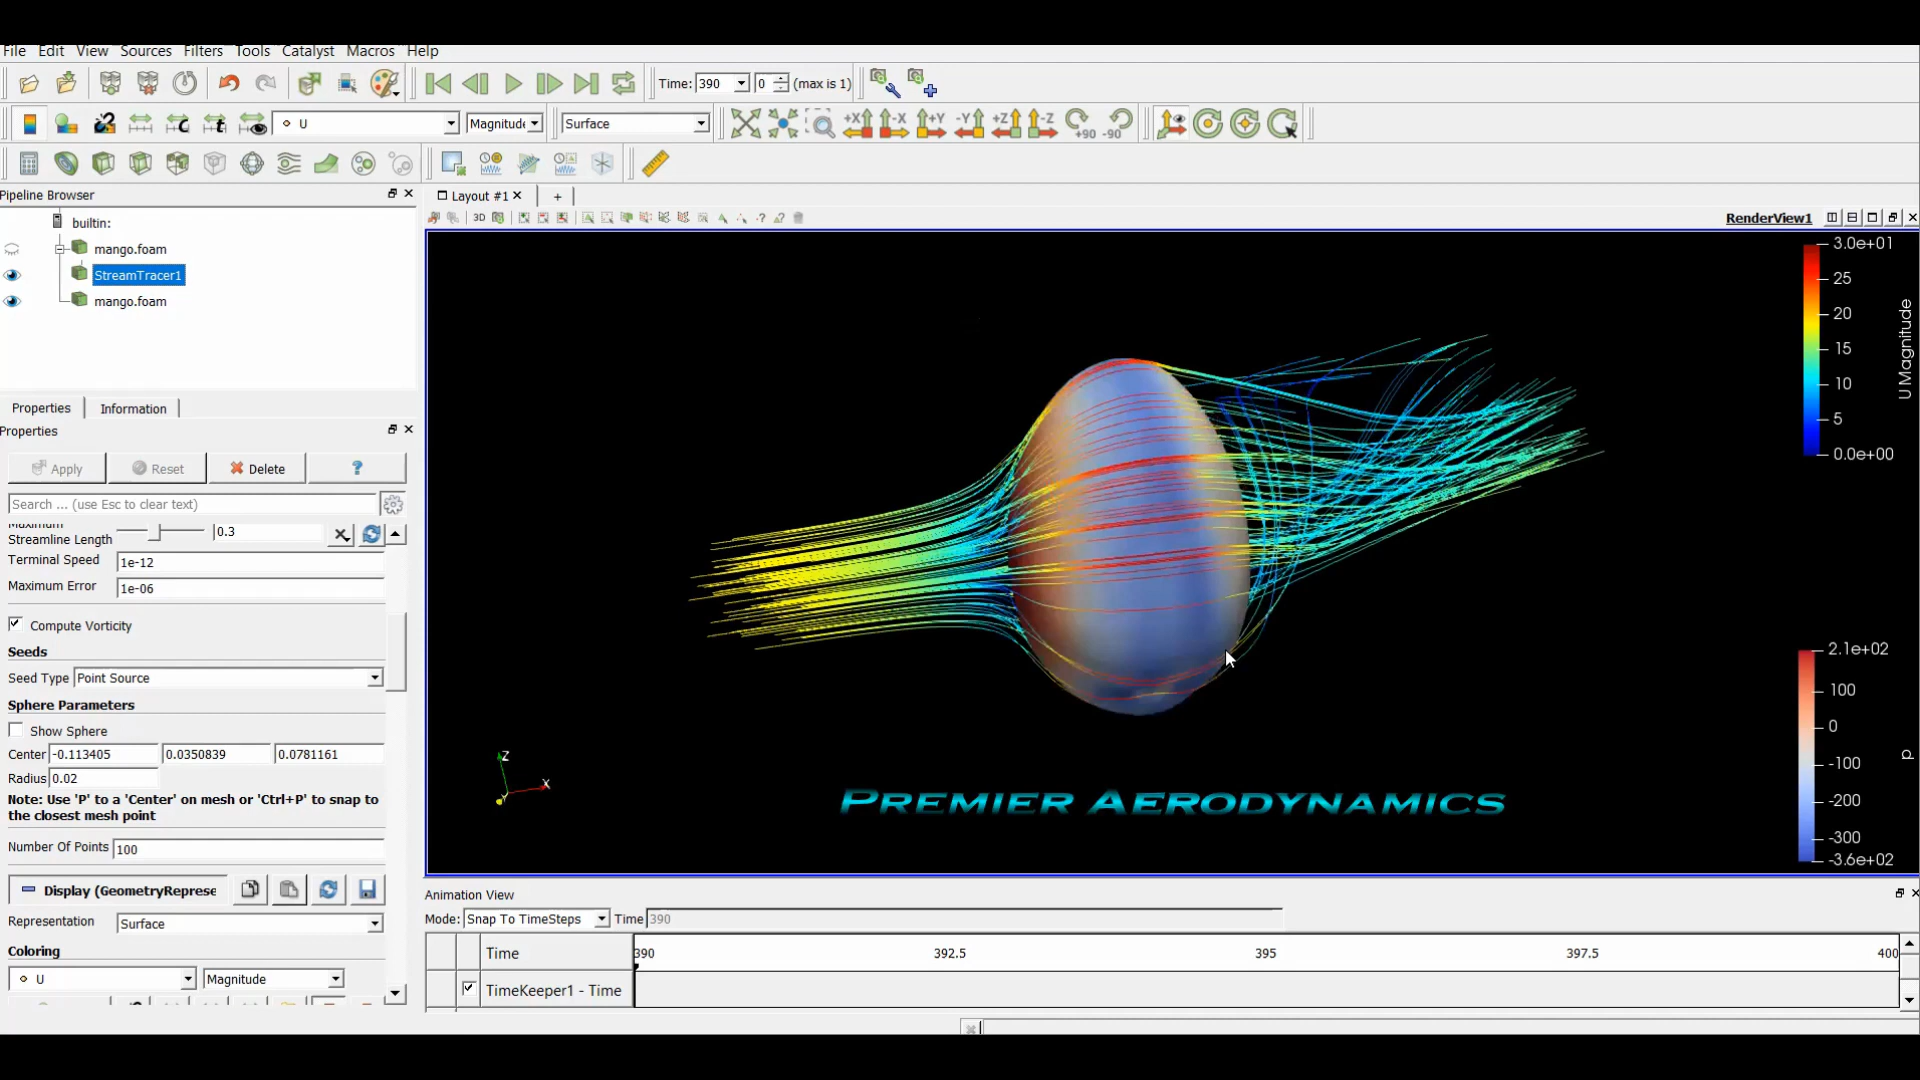 File Edit View Sources Filters Tools Catalyst Macros Help
Time: 390 0 (max is 1)
U Magnitude Surface
+X -X +Y -Y +Z -Z +90 -90
Pipeline Browser
Layout #1 +
3D
RenderView1
builtin:
mango.foam
StreamTracer1
mango.foam
Properties Information
Properties
Apply Reset Delete ?
Search ... (use Esc to clear text)
Maximum
Streamline Length 0.3
Terminal Speed 1e-12
Maximum Error 1e-06
Compute Vorticity
Seeds
Seed Type Point Source
Sphere Parameters
Show Sphere
Center -0.113405 0.0350839 0.0781161
Radius 0.02
Note: Use 'P' to a 'Center' on mesh or 'Ctrl+P' to snap to
the closest mesh point
Number Of Points 100
Display (GeometryReprese
Representation Surface
Coloring
U Magnitude
3.0e+01
25
20
15
10
5
0.0e+00
U Magnitude
2.1e+02
100
0
-100
-200
-300
-3.6e+02
p
Z
X
Y
PREMIER AERODYNAMICS
Animation View
Mode: Snap To TimeSteps Time 390
Time 390 392.5 395 397.5 400
TimeKeeper1 - Time